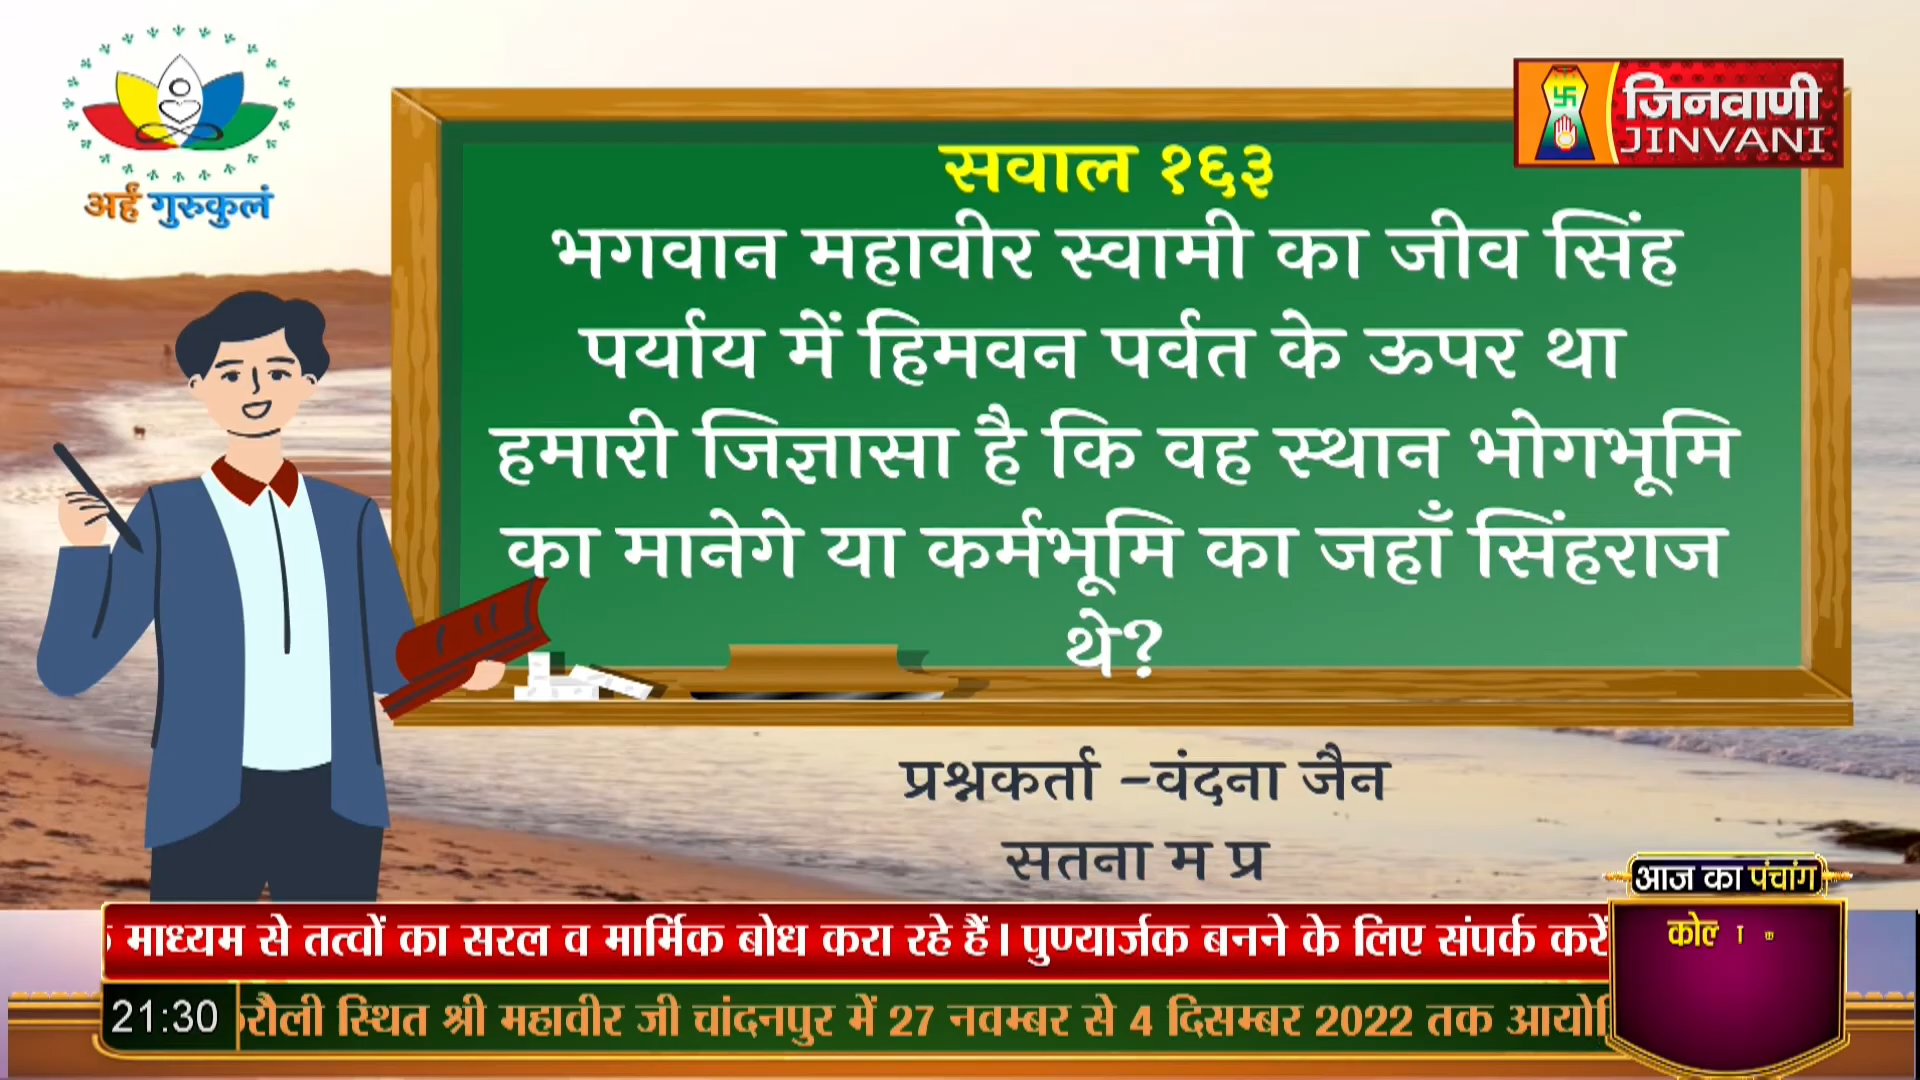 अर्हं गुरुकुलं
जिनवाणी
JINVANI
सवाल १६३
भगवान महावीर स्वामी का जीव सिंह
पर्याय में हिमवन पर्वत के ऊपर था
हमारी जिज्ञासा है कि वह स्थान भोगभूमि
का मानेगे या कर्मभूमि का जहाँ सिंहराज
थे?
प्रश्नकर्ता –वंदना जैन
सतना म प्र
आज का पंचांग
माध्यम से तत्वों का सरल व मार्मिक बोध करा रहे हैं। पुण्यार्जक बनने के लिए संपर्क करें
21:30
रौली स्थित श्री महावीर जी चांदनपुर में 27 नवम्बर से 4 दिसम्बर 2022 तक